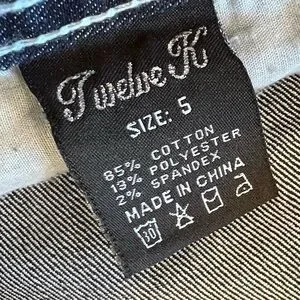 Twelve K
SIZE: 5
85% COTTON
13% POLYESTER
2% SPANDEX
MADE IN CHINA
30